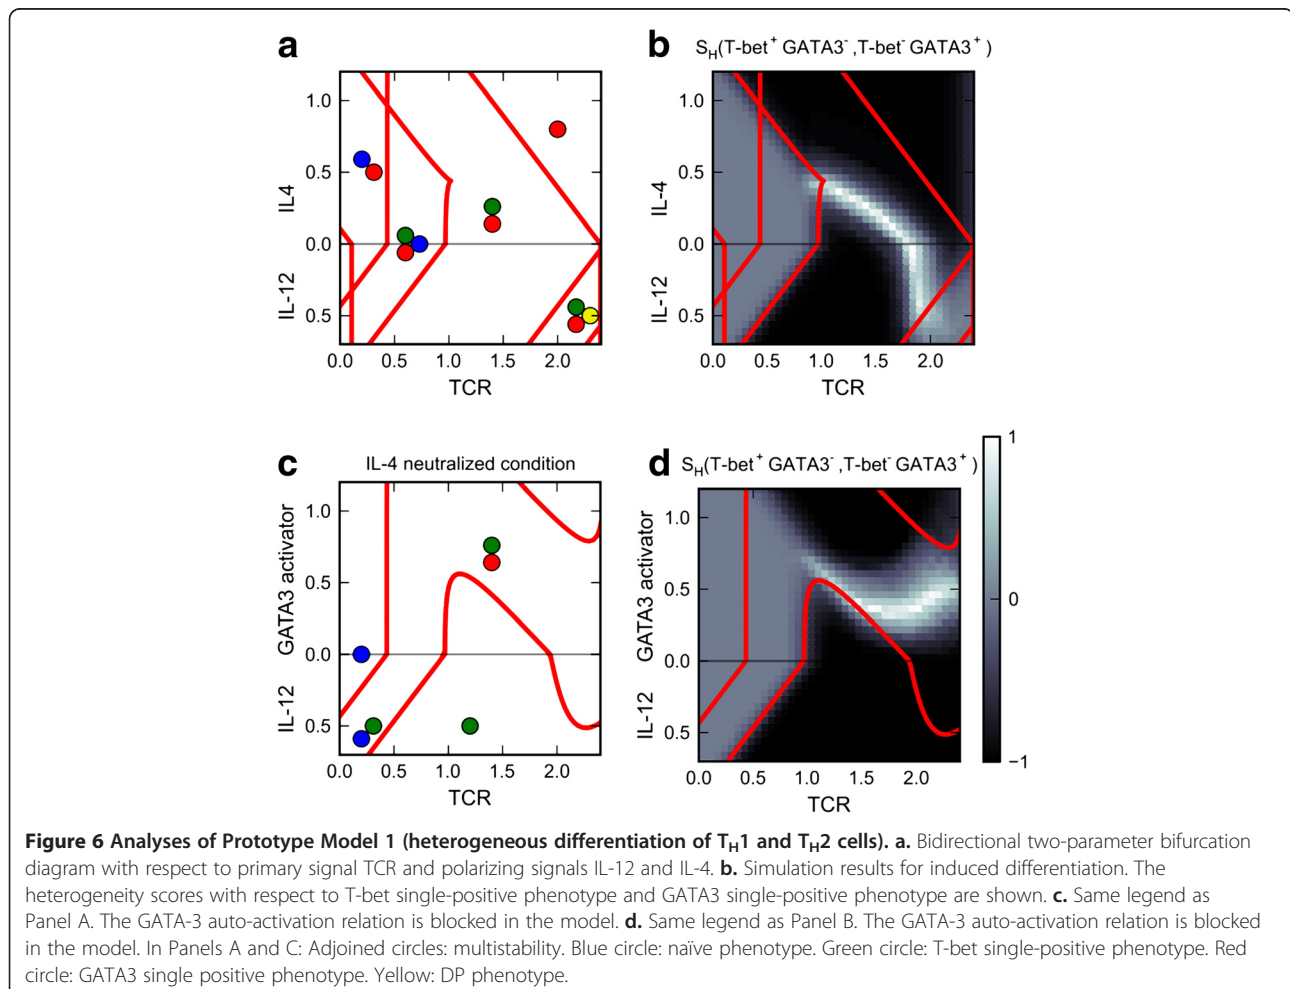 a
b
S_H(T-bet⁺ GATA3⁻ ,T-bet⁻ GATA3⁺ )
1.0
0.5
0.0
0.5
IL4
IL-12
0.0 0.5 1.0 1.5 2.0
TCR
1.0
0.5
0.0
0.5
IL-4
IL-12
0.0 0.5 1.0 1.5 2.0
TCR
c
IL-4 neutralized condition
d
S_H(T-bet⁺ GATA3⁻ ,T-bet⁻ GATA3⁺ )
1.0
0.5
0.0
0.5
GATA3 activator
IL-12
0.0 0.5 1.0 1.5 2.0
TCR
1.0
0.5
0.0
0.5
GATA3 activator
IL-12
0.0 0.5 1.0 1.5 2.0
TCR
1
0
−1
Figure 6 Analyses of Prototype Model 1 (heterogeneous differentiation of T_H1 and T_H2 cells). a. Bidirectional two-parameter bifurcation
diagram with respect to primary signal TCR and polarizing signals IL-12 and IL-4. b. Simulation results for induced differentiation. The
heterogeneity scores with respect to T-bet single-positive phenotype and GATA3 single-positive phenotype are shown. c. Same legend as
Panel A. The GATA-3 auto-activation relation is blocked in the model. d. Same legend as Panel B. The GATA-3 auto-activation relation is blocked
in the model. In Panels A and C: Adjoined circles: multistability. Blue circle: naïve phenotype. Green circle: T-bet single-positive phenotype. Red
circle: GATA3 single positive phenotype. Yellow: DP phenotype.